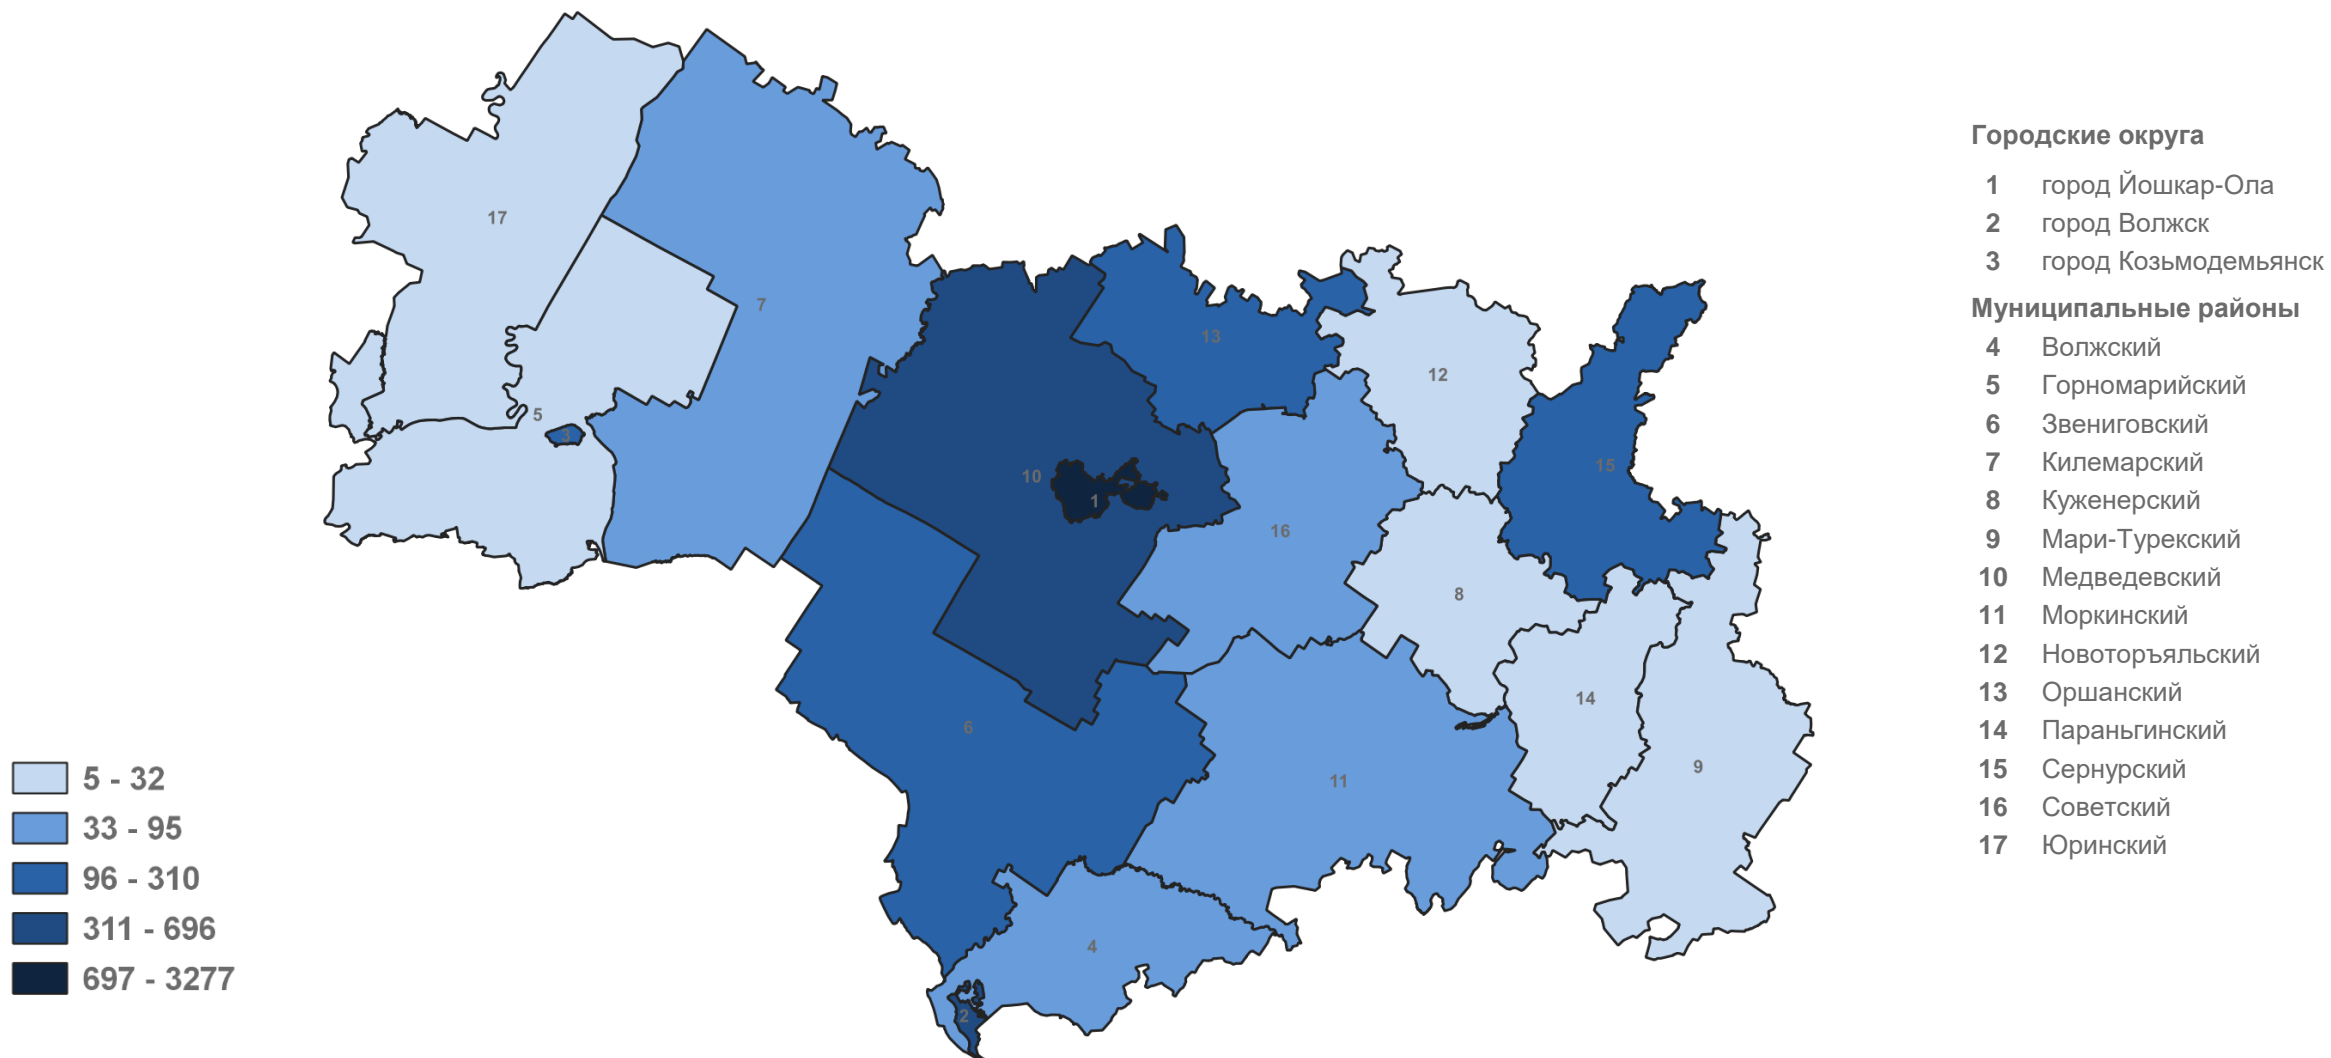 17
7
13
12
5
3
15
10
1
16
8
14
6
9
11
4
2
5 - 32
33 - 95
96 - 310
311 - 696
697 - 3277
Городские округа
1 город Йошкар-Ола
2 город Волжск
3 город Козьмодемьянск
Муниципальные районы
4 Волжский
5 Горномарийский
6 Звениговский
7 Килемарский
8 Куженерский
9 Мари-Турекский
10 Медведевский
11 Моркинский
12 Новоторъяльский
13 Оршанский
14 Параньгинский
15 Сернурский
16 Советский
17 Юринский